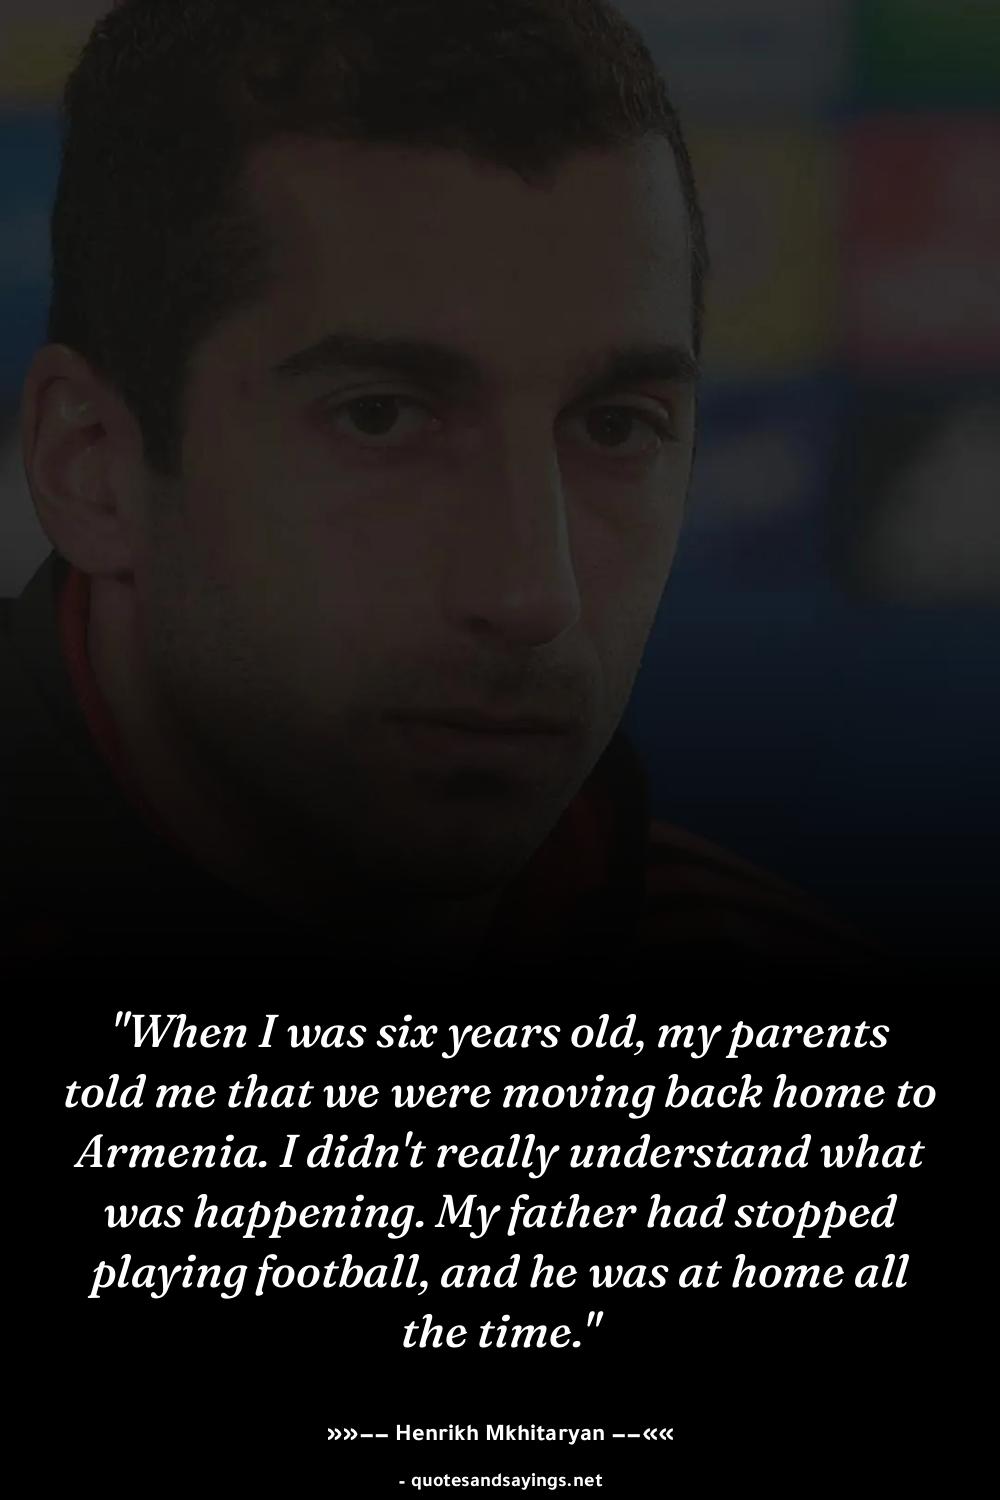 "When I was six years old, my parents
told me that we were moving back home to
Armenia. I didn't really understand what
was happening. My father had stopped
playing football, and he was at home all
the time."
»»−− Henrikh Mkhitaryan −−««
- quotesandsayings.net